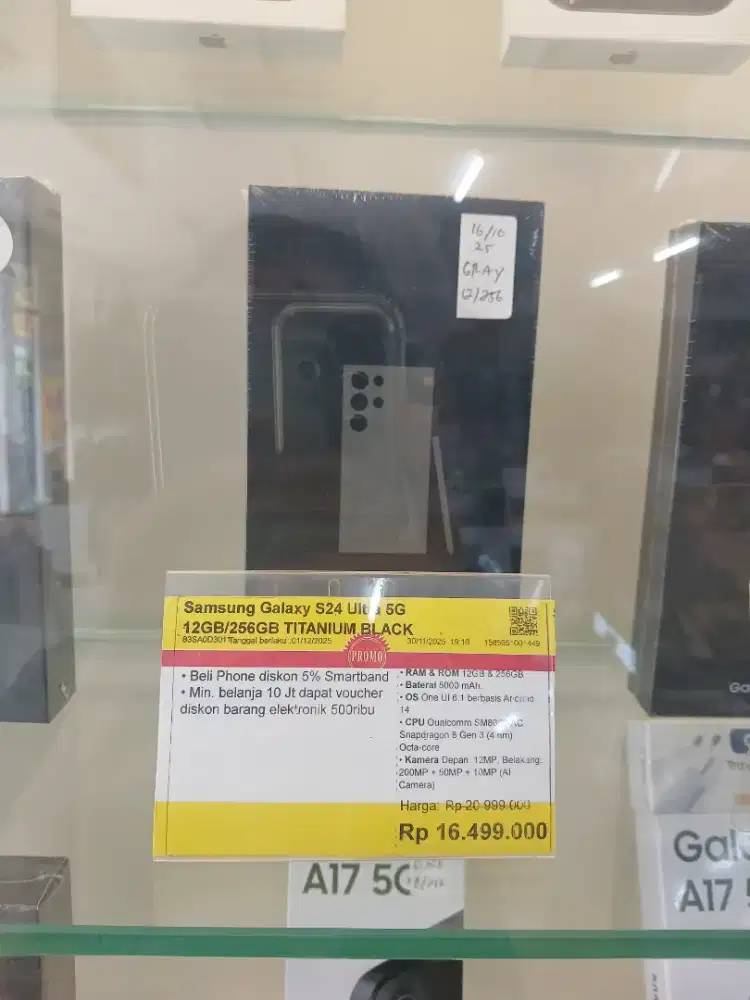 16/10
25
GRAY
12/256
Samsung Galaxy S24 Ultra 5G
12GB/256GB TITANIUM BLACK
83SA0D301 Tanggal berlaku :01/12/2025
30/11/2025 19:10
PROMO
• Beli Phone diskon 5% Smartband
• Min. belanja 10 Jt dapat voucher
diskon barang elektronik 500ribu
• RAM & ROM 12GB & 256GB
• Baterai 5000 mAh.
• OS One UI 6.1 berbasis Android
14
• CPU Qualcomm
Snapdragon 8 Gen 3 (4 nm)
Octa-core
• Kamera Depan: 12MP, Belakang:
200MP + 50MP + 10MP (AI
Camera)
Harga: Rp 20.999.000
Rp 16.499.000
A17 5G
A17 5